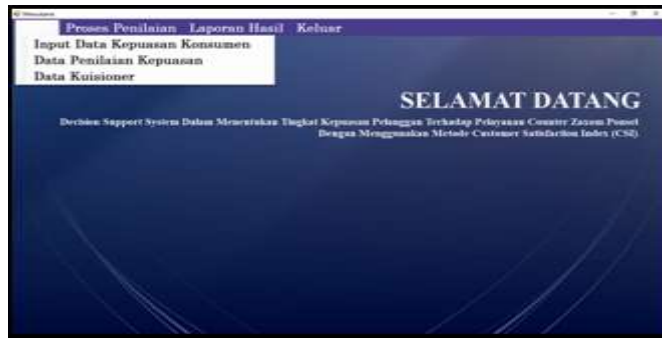 Proses Penilaian Laporan Hasil Keluar
Input Data Kepuasan Konsumen
Data Penilaian Kepuasan
Data Kuisioner
SELAMAT DATANG
Decision Support System Dalam Menentukan Tingkat Kepuasan Pelanggan Terhadap Pelayanan Counter Zaxom Ponsel
Dengan Menggunakan Metode Customer Satisfaction Index (CSI)